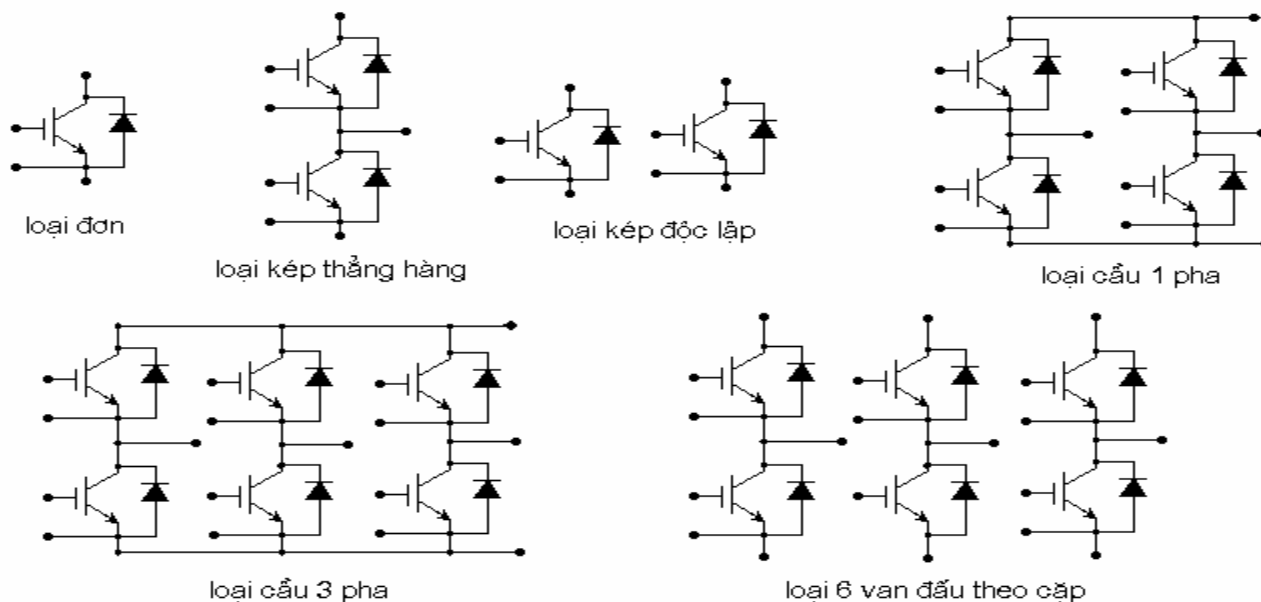 loại đơn
loại kép thẳng hàng
loại kép độc lập
loại cầu 1 pha
loại cầu 3 pha
loại 6 van đấu theo cặp